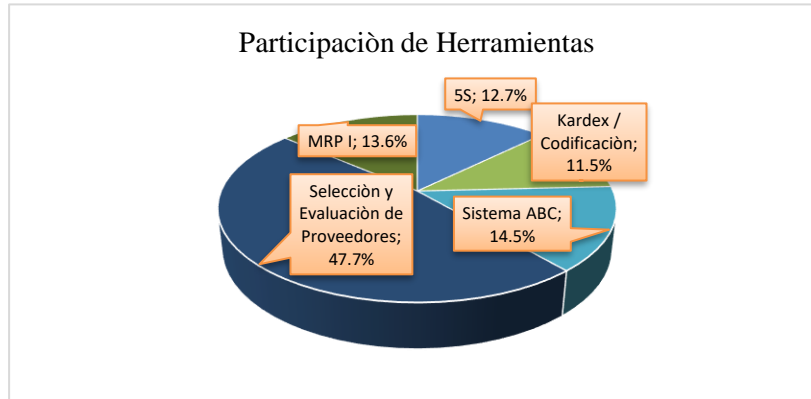 Participaciòn de Herramientas
5S; 12.7%
Kardex /
Codificaciòn;
11.5%
MRP I; 13.6%
Selecciòn y
Evaluaciòn de
Proveedores;
47.7%
Sistema ABC;
14.5%